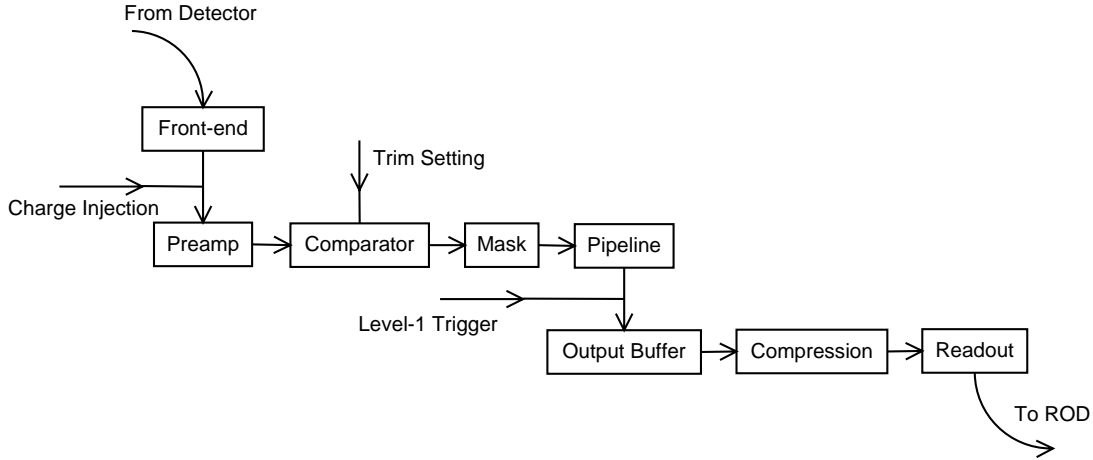 From Detector
Front-end
Trim Setting
Charge Injection
Preamp
Comparator
Mask
Pipeline
Level-1 Trigger
Output Buffer
Compression
Readout
To ROD